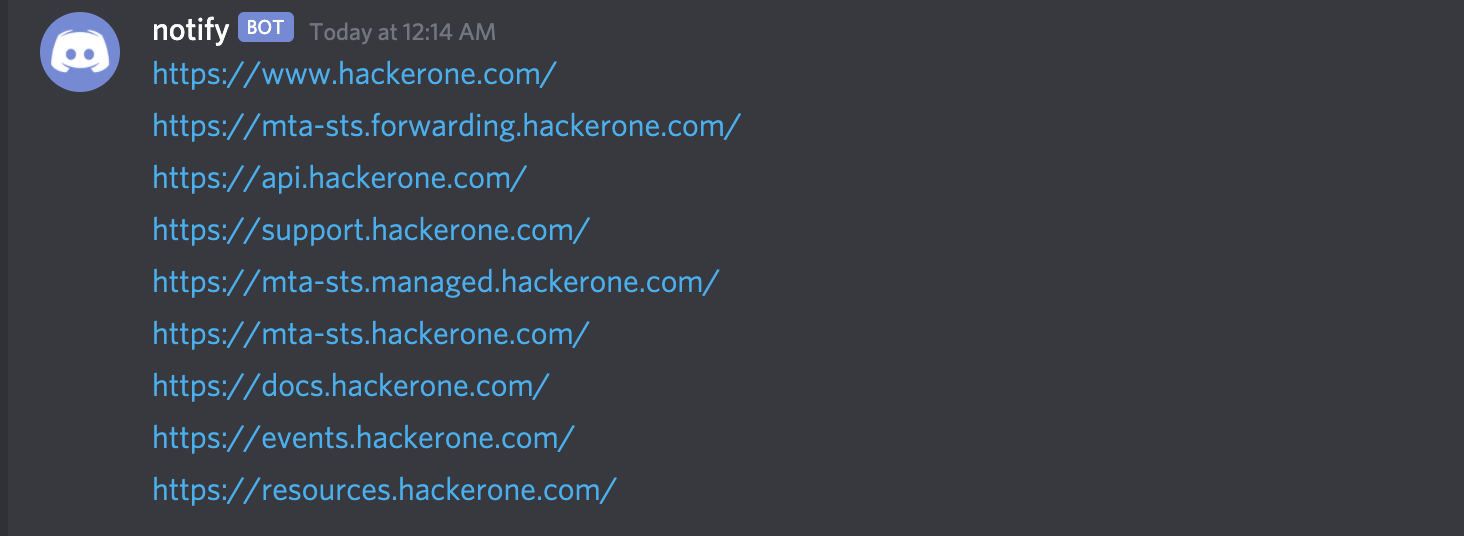 notify BOT Today at 12:14 AM
https://www.hackerone.com/
https://mta-sts.forwarding.hackerone.com/
https://api.hackerone.com/
https://support.hackerone.com/
https://mta-sts.managed.hackerone.com/
https://mta-sts.hackerone.com/
https://docs.hackerone.com/
https://events.hackerone.com/
https://resources.hackerone.com/